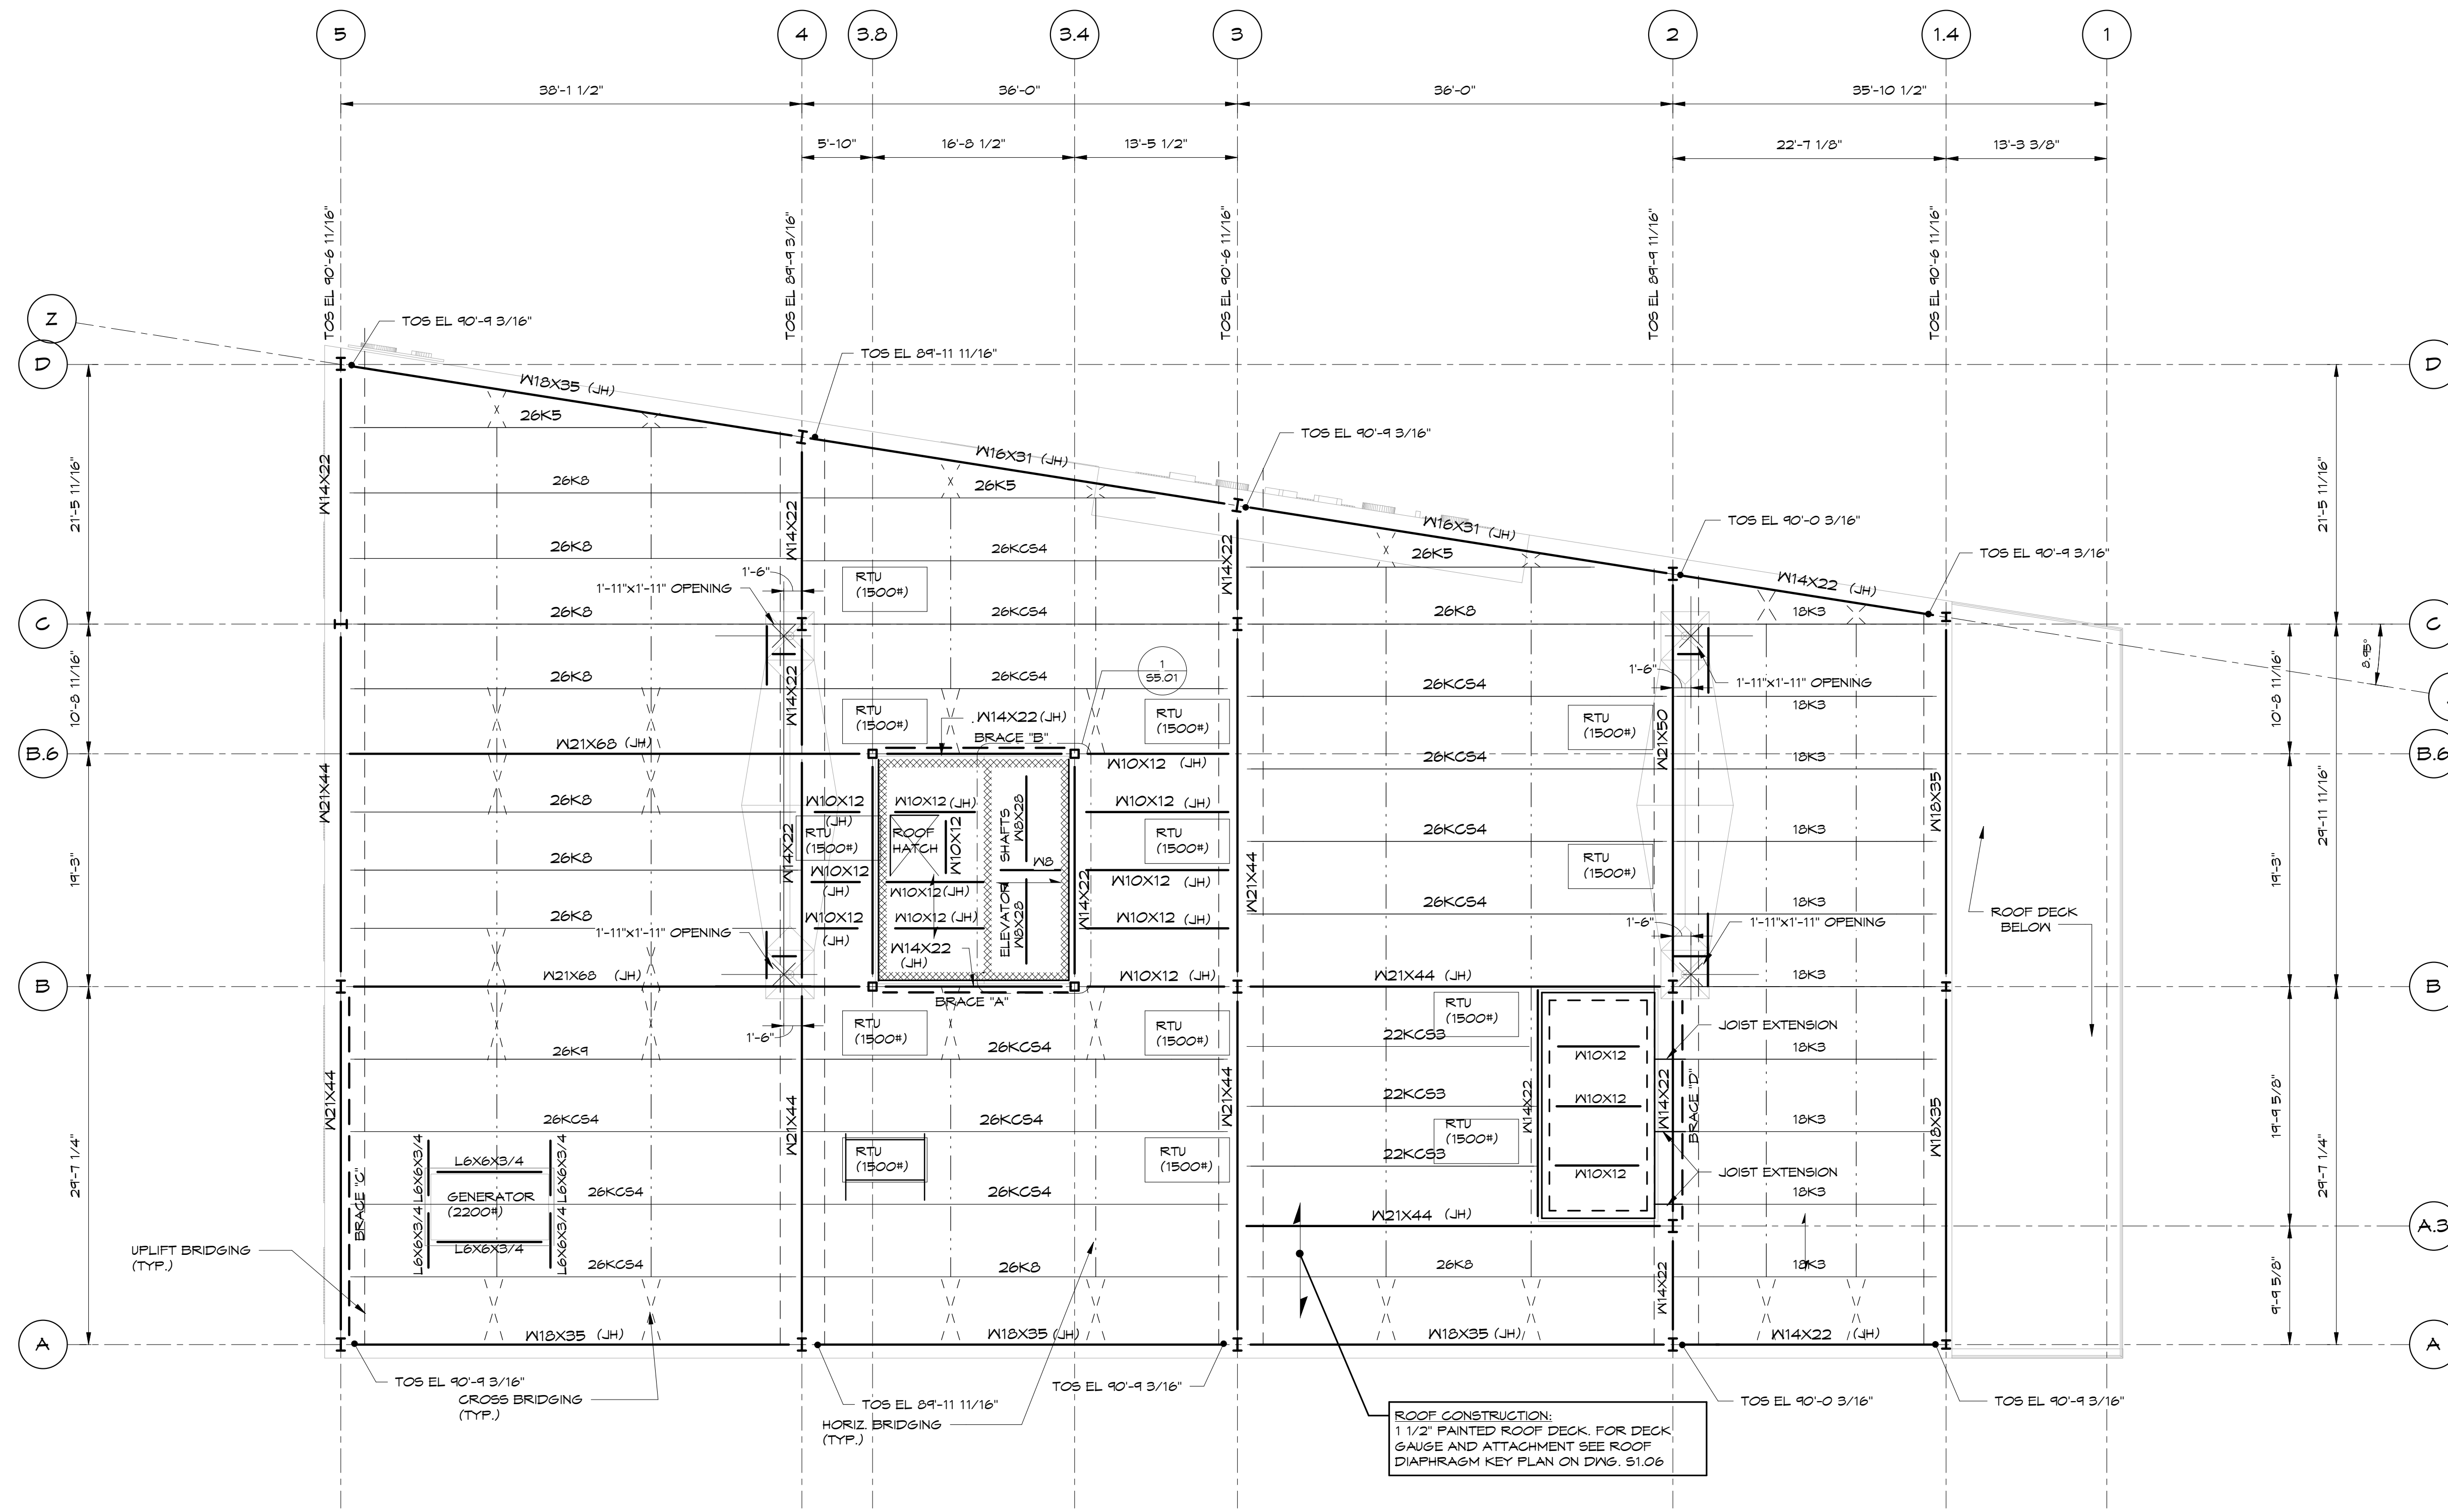 5
4
3.8
3.4
3
2
1.4
1
38'-1 1/2"
36'-0"
36'-0"
35'-10 1/2"
5'-10"
16'-8 1/2"
13'-5 1/2"
22'-7 1/8"
13'-3 3/8"
TOS EL 90'-6 11/16"
TOS EL 89'-9 3/16"
TOS EL 90'-6 11/16"
TOS EL 89'-9 11/16"
TOS EL 90'-6 11/16"
Z
TOS EL 90'-9 3/16"
TOS EL 89'-11 11/16"
D
D
W18X35 (JH)
26K5
TOS EL 90'-9 3/16"
W16X31 (JH)
26K5
W14X22
21'-5 11/16"
21'-5 11/16"
26K8
W14X22
W16X31 (JH)
26K5
TOS EL 90'-0 3/16"
TOS EL 90'-9 3/16"
26K8
26KCS4
W14X22
1'-6"
RTU
(1500#)
1'-11"x1'-11" OPENING
W14X22 (JH)
C
26K8
26KCS4
26K8
18K3
C
8.95°
26K8
W14X22
26KCS4
1
S5.01
26KCS4
1'-6"
1'-11"x1'-11" OPENING
18K3
10'-8 11/16"
10'-8 11/16"
RTU
(1500#)
W14X22 (JH)
RTU
(1500#)
RTU
(1500#)
W21X50
BRACE "B"
B.6
W21X68 (JH)
W10X12 (JH)
26KCS4
18K3
B.6
W21X44
26K8
W10X12
(JH)
W10X12 (JH)
W10X12 (JH)
W8X28
W18X35
29'-11 11/16"
RTU
(1500#)
ROOF
HATCH
W10X12
ELEVATOR SHAFTS
RTU
(1500#)
26KCS4
18K3
W14X22
26K8
W8
RTU
(1500#)
19'-3"
19'-3"
W10X12
(JH)
W10X12 (JH)
W14X22
W10X12 (JH)
W21X44
26K8
W10X12
(JH)
W10X12 (JH)
W8X28
W10X12 (JH)
26KCS4
18K3
1'-11"x1'-11" OPENING
1'-6"
1'-11"x1'-11" OPENING
ROOF DECK
BELOW
W14X22
(JH)
B
W21X68 (JH)
W10X12 (JH)
W21X44 (JH)
18K3
B
BRACE "A"
1'-6"
RTU
(1500#)
RTU
(1500#)
RTU
(1500#)
JOIST EXTENSION
26K9
26KCS4
22KCS3
W10X12
18K3
W21X44
W21X44
W21X44
W14X22
W14X22
BRACE "D"
W18X35
22KCS3
W10X12
26KCS4
26KCS4
RTU
(1500#)
18K3
19'-9 5/8"
29'-7 1/4"
29'-7 1/4"
L6X6X3/4
L6X6X3/4
L6X6X3/4
RTU
(1500#)
RTU
(1500#)
22KCS3
W10X12
JOIST EXTENSION
BRACE "C"
GENERATOR
(2200#)
26KCS4
26KCS4
18K3
W21X44 (JH)
A.3
L6X6X3/4
L6X6X3/4
L6X6X3/4
UPLIFT BRIDGING
(TYP.)
26KCS4
26K8
26K8
W14X22
18K3
9'-9 5/8"
A
W18X35 (JH)
W18X35 (JH)
W18X35 (JH)
W14X22 (JH)
A
TOS EL 90'-9 3/16"
CROSS BRIDGING
(TYP.)
TOS EL 89'-11 11/16"
HORIZ. BRIDGING
(TYP.)
TOS EL 90'-9 3/16"
TOS EL 90'-0 3/16"
TOS EL 90'-9 3/16"
ROOF CONSTRUCTION:
1 1/2" PAINTED ROOF DECK. FOR DECK
GAUGE AND ATTACHMENT SEE ROOF
DIAPHRAGM KEY PLAN ON DWG. S1.06